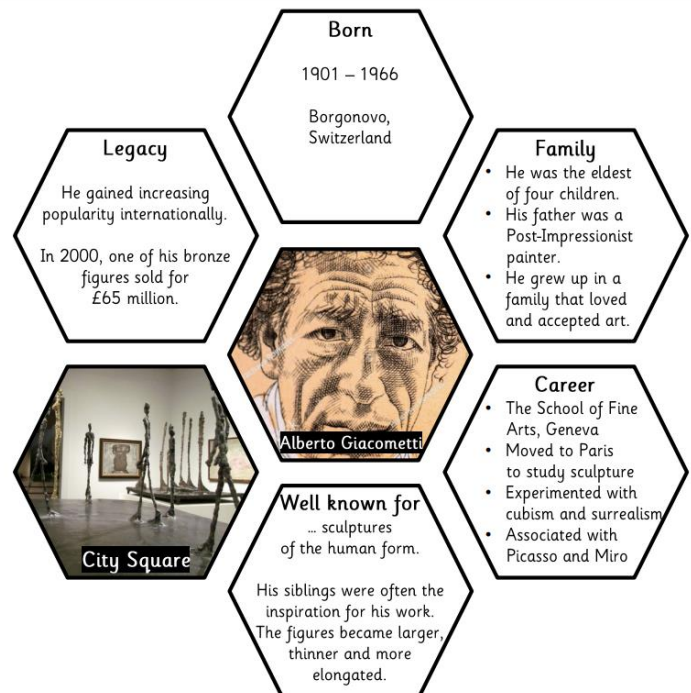 Born
1901 – 1966
Borgonovo,
Switzerland
Legacy
He gained increasing
popularity internationally.
In 2000, one of his bronze
figures sold for
£65 million.
Family
• He was the eldest
of four children.
• His father was a
Post-Impressionist
painter.
• He grew up in a
family that loved
and accepted art.
Alberto Giacometti
City Square
Career
• The School of Fine
Arts, Geneva
• Moved to Paris
to study sculpture
• Experimented with
cubism and surrealism
• Associated with
Picasso and Miro
Well known for
... sculptures
of the human form.
His siblings were often the
inspiration for his work.
The figures became larger,
thinner and more
elongated.